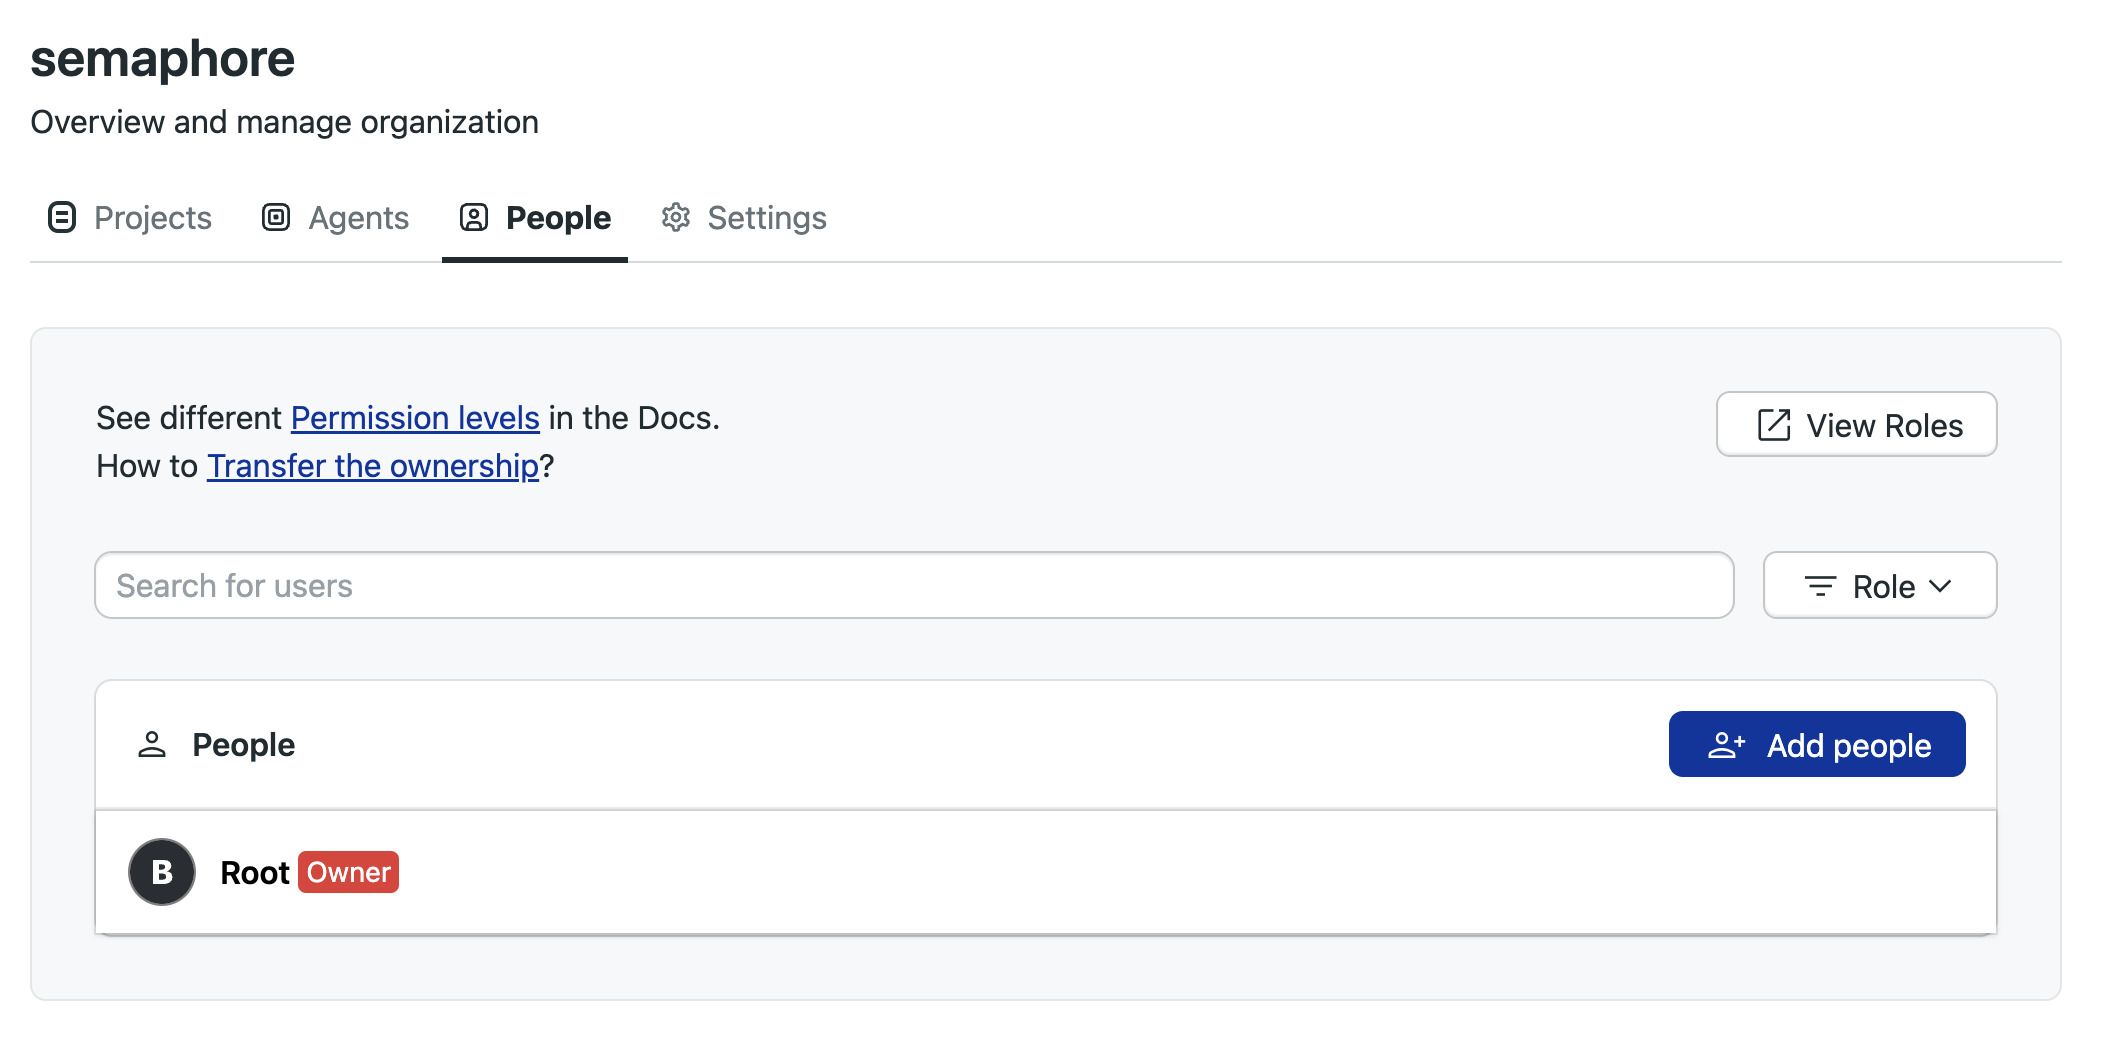 semaphore
Overview and manage organization
Projects Agents People Settings
See different Permission levels in the Docs.
View Roles
How to Transfer the ownership?
Search for users
Role
People
Add people
B Root Owner